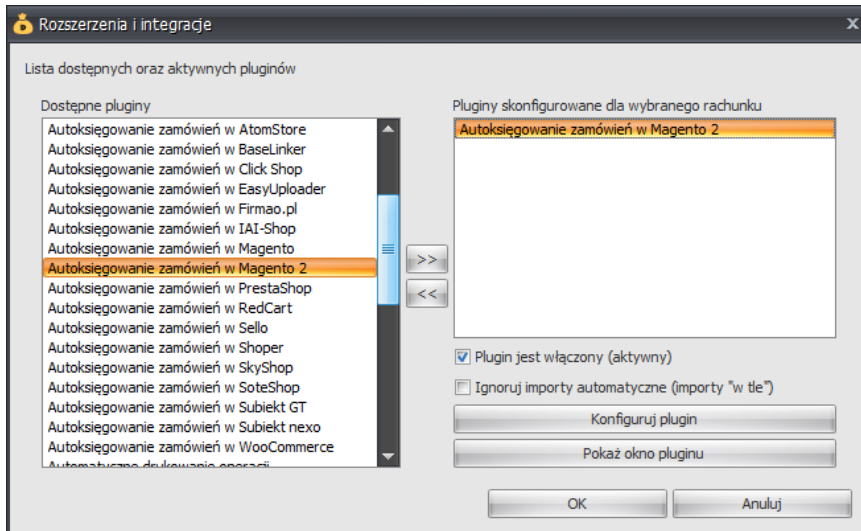 Rozszerzenia i integracje
x
Lista dostępnych oraz aktywnych pluginów
Dostępne pluginy
Autoksięgowanie zamówień w AtomStore
Autoksięgowanie zamówień w BaseLinker
Autoksięgowanie zamówień w Click Shop
Autoksięgowanie zamówień w EasyUploader
Autoksięgowanie zamówień w Firmao.pl
Autoksięgowanie zamówień w IAI-Shop
Autoksięgowanie zamówień w Magento
Autoksięgowanie zamówień w Magento 2
Autoksięgowanie zamówień w PrestaShop
Autoksięgowanie zamówień w RedCart
Autoksięgowanie zamówień w Sello
Autoksięgowanie zamówień w Shoper
Autoksięgowanie zamówień w SkyShop
Autoksięgowanie zamówień w SoteShop
Autoksięgowanie zamówień w Subiekt GT
Autoksięgowanie zamówień w Subiekt nexo
Autoksięgowanie zamówień w WooCommerce
Automatyczne drukowanie operacji
>>
<<
Pluginy skonfigurowane dla wybranego rachunku
Autoksięgowanie zamówień w Magento 2
Plugin jest włączony (aktywny)
Ignoruj importy automatyczne (importy "w tle")
Konfiguruj plugin
Pokaż okno pluginu
OK
Anuluj